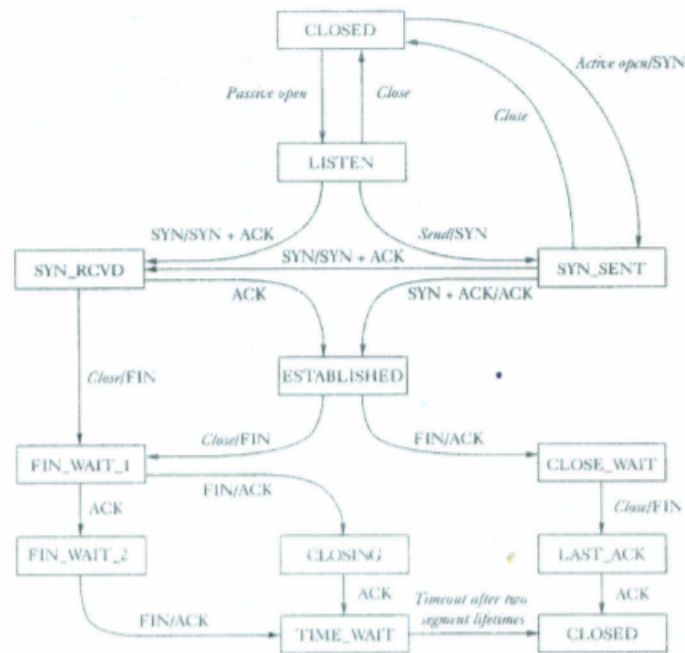 CLOSED
Active open/SYN
Passive open
Close
Close
LISTEN
SYN/SYN + ACK
Send/SYN
SYN/SYN + ACK
SYN_RCVD
SYN_SENT
ACK
SYN + ACK/ACK
Close/FIN
ESTABLISHED
Close/FIN
FIN/ACK
FIN_WAIT_1
CLOSE_WAIT
FIN/ACK
ACK
Close/FIN
FIN_WAIT_2
CLOSING
LAST_ACK
ACK
Timeout after two
segment lifetimes
ACK
FIN/ACK
TIME_WAIT
CLOSED